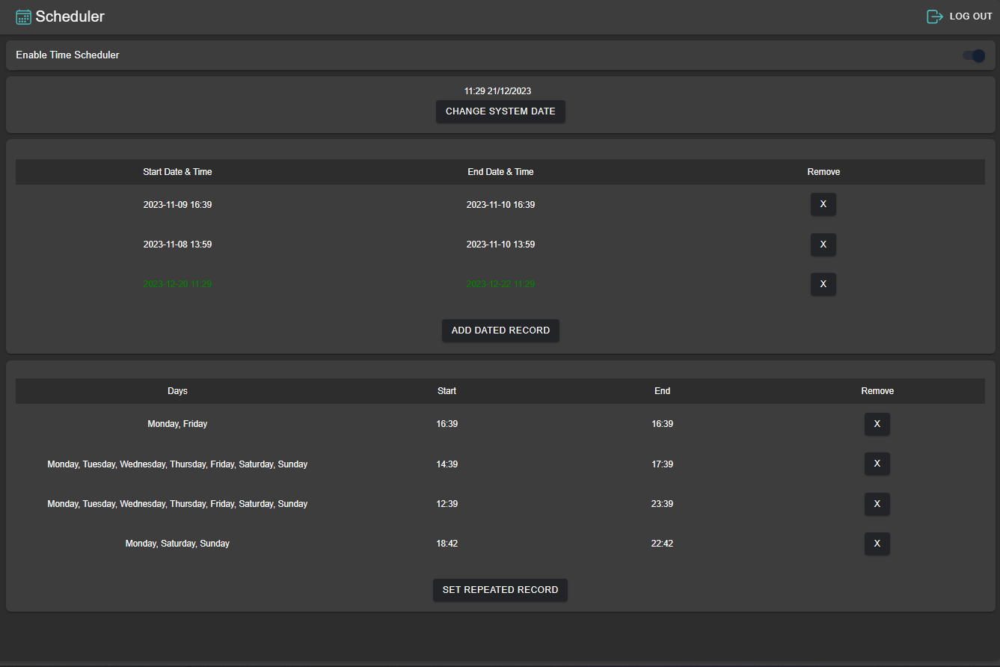 Scheduler
LOG OUT
Enable Time Scheduler
11:29 21/12/2023
CHANGE SYSTEM DATE
Start Date & Time End Date & Time Remove
2023-11-09 16:39 2023-11-10 16:39 X
2023-11-08 13:59 2023-11-10 13:59 X
2023-12-20 11:29 2023-12-22 11:29 X
ADD DATED RECORD
Days Start End Remove
Monday, Friday 16:39 16:39 X
Monday, Tuesday, Wednesday, Thursday, Friday, Saturday, Sunday 14:39 17:39 X
Monday, Tuesday, Wednesday, Thursday, Friday, Saturday, Sunday 12:39 23:39 X
Monday, Saturday, Sunday 18:42 22:42 X
SET REPEATED RECORD